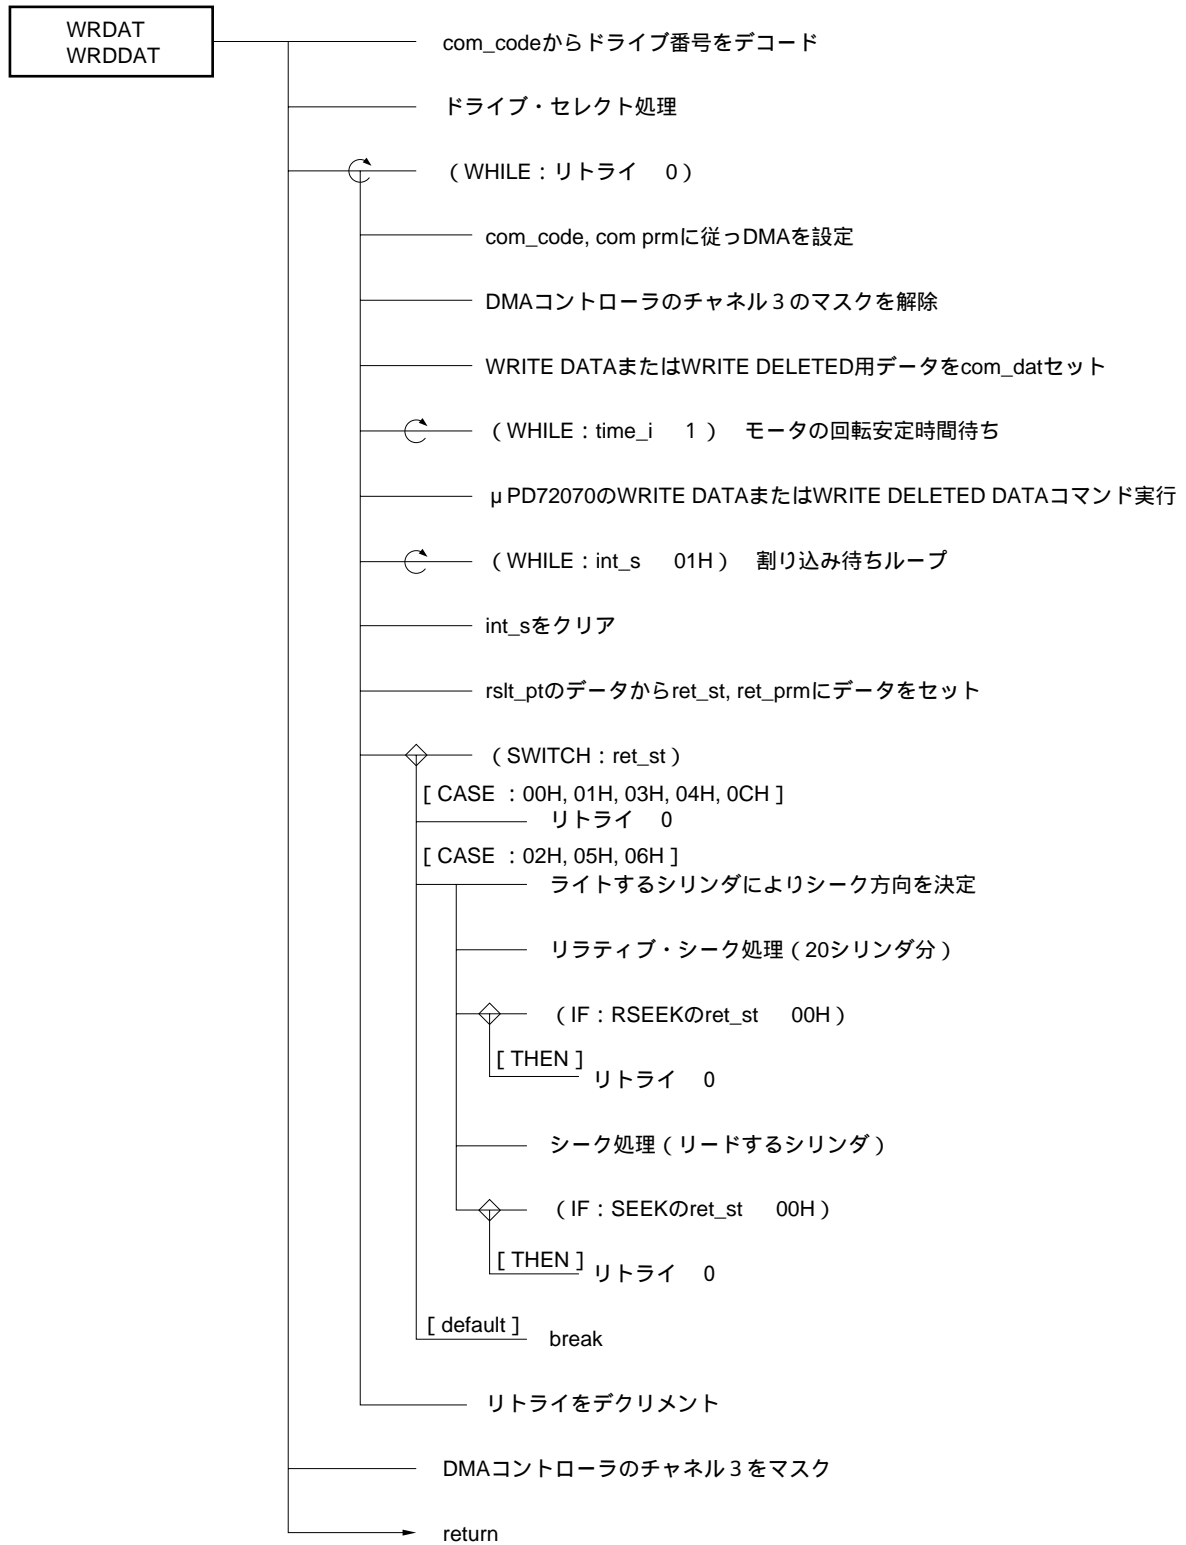 WRDAT
WRDDAT
com_codeからドライブ番号をデコード
ドライブ・セレクト処理
（WHILE：リトライ　0）
com_code, com prmに従っDMAを設定
DMAコントローラのチャネル３のマスクを解除
WRITE DATAまたはWRITE DELETED用データをcom_datセット
（WHILE：time_i　1 ）　モータの回転安定時間待ち
μPD72070のWRITE DATAまたはWRITE DELETED DATAコマンド実行
（WHILE：int_s　01H）　割り込み待ちループ
int_sをクリア
rslt_ptのデータからret_st, ret_prmにデータをセット
（SWITCH：ret_st）
［CASE ：00H, 01H, 03H, 04H, 0CH］
リトライ　0
［CASE ：02H, 05H, 06H］
ライトするシリンダによりシーク方向を決定
リラティブ・シーク処理（20シリンダ分）
（IF：RSEEKのret_st　00H）
［THEN］
リトライ　0
シーク処理（リードするシリンダ）
（IF：SEEKのret_st　00H）
［THEN］
リトライ　0
［default］
break
リトライをデクリメント
DMAコントローラのチャネル３をマスク
return